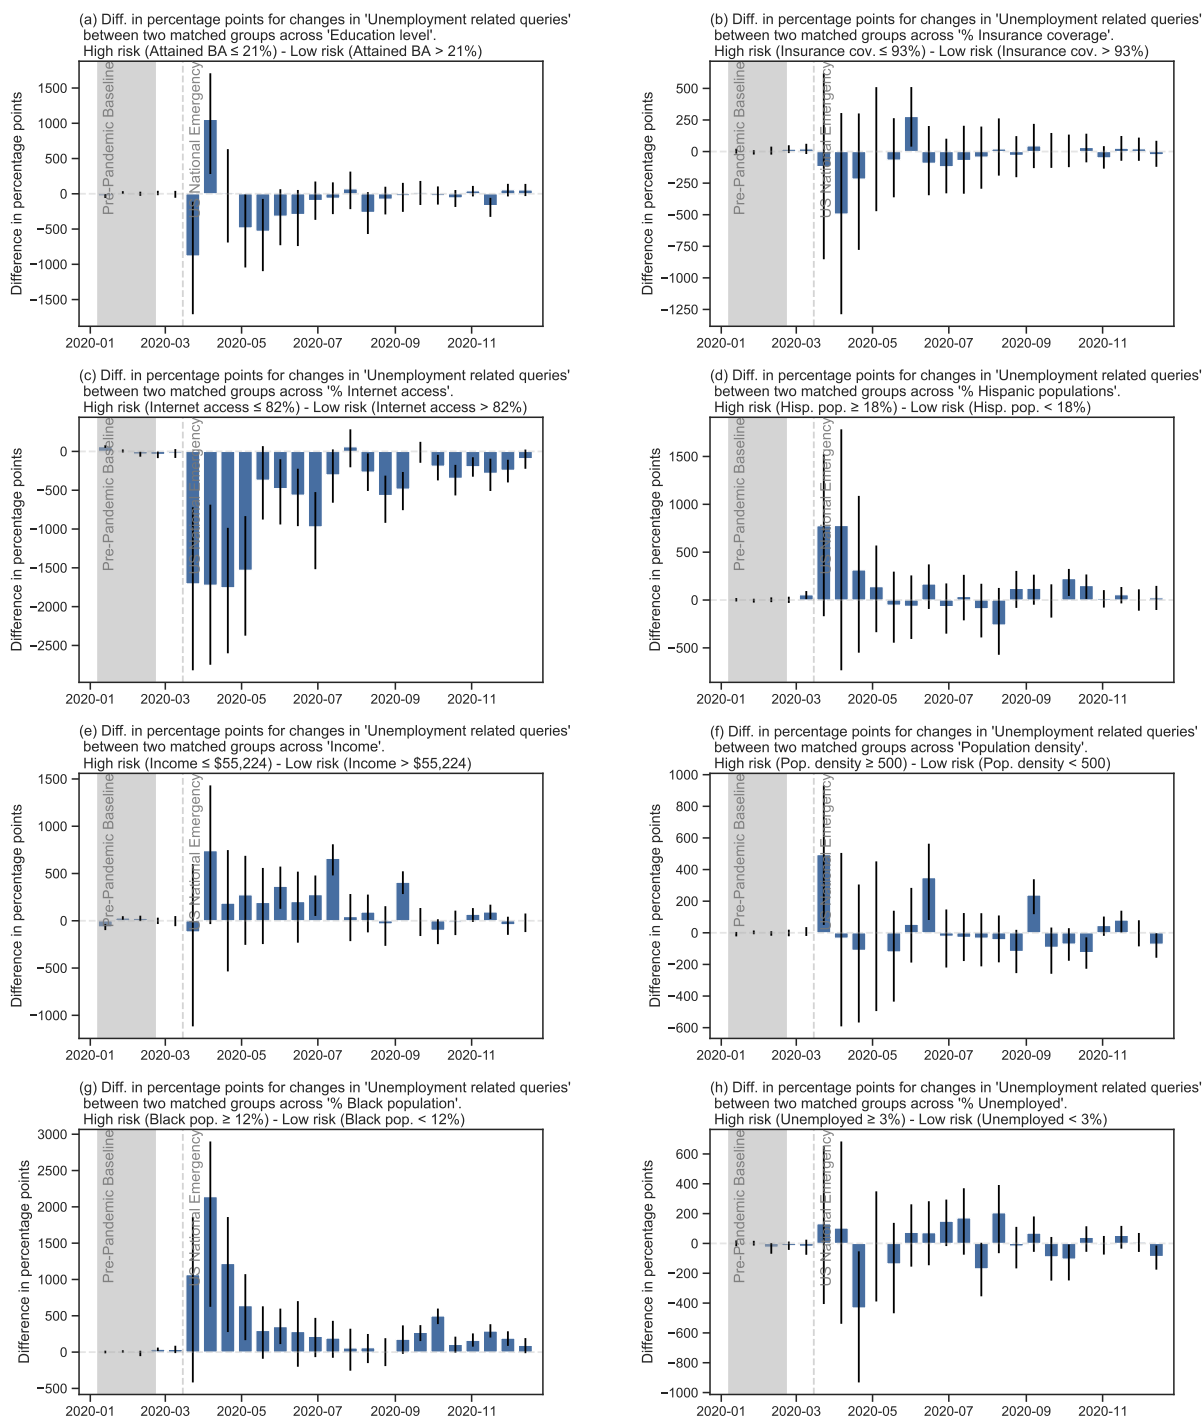 (a) Diff. in percentage points for changes in 'Unemployment related queries'
between two matched groups across 'Education level'.
High risk (Attained BA ≤ 21%) - Low risk (Attained BA > 21%)
Difference in percentage points
1500
1000
500
0
−500
−1000
−1500
Pre-Pandemic Baseline
US National Emergency
2020-01 2020-03 2020-05 2020-07 2020-09 2020-11
(b) Diff. in percentage points for changes in 'Unemployment related queries'
between two matched groups across '% Insurance coverage'.
High risk (Insurance cov. ≤ 93%) - Low risk (Insurance cov. > 93%)
Difference in percentage points
500
250
0
−250
−500
−750
−1000
−1250
Pre-Pandemic Baseline
US National Emergency
2020-01 2020-03 2020-05 2020-07 2020-09 2020-11
(c) Diff. in percentage points for changes in 'Unemployment related queries'
between two matched groups across '% Internet access'.
High risk (Internet access ≤ 82%) - Low risk (Internet access > 82%)
Difference in percentage points
0
−500
−1000
−1500
−2000
−2500
Pre-Pandemic Baseline
US National Emergency
2020-01 2020-03 2020-05 2020-07 2020-09 2020-11
(d) Diff. in percentage points for changes in 'Unemployment related queries'
between two matched groups across '% Hispanic populations'.
High risk (Hisp. pop. ≥ 18%) - Low risk (Hisp. pop. < 18%)
Difference in percentage points
1500
1000
500
0
−500
Pre-Pandemic Baseline
US National Emergency
2020-01 2020-03 2020-05 2020-07 2020-09 2020-11
(e) Diff. in percentage points for changes in 'Unemployment related queries'
between two matched groups across 'Income'.
High risk (Income ≤ $55,224) - Low risk (Income > $55,224)
Difference in percentage points
1500
1000
500
0
−500
−1000
Pre-Pandemic Baseline
US National Emergency
2020-01 2020-03 2020-05 2020-07 2020-09 2020-11
(f) Diff. in percentage points for changes in 'Unemployment related queries'
between two matched groups across 'Population density'.
High risk (Pop. density ≥ 500) - Low risk (Pop. density < 500)
Difference in percentage points
1000
800
600
400
200
0
−200
−400
−600
Pre-Pandemic Baseline
US National Emergency
2020-01 2020-03 2020-05 2020-07 2020-09 2020-11
(g) Diff. in percentage points for changes in 'Unemployment related queries'
between two matched groups across '% Black population'.
High risk (Black pop. ≥ 12%) - Low risk (Black pop. < 12%)
Difference in percentage points
3000
2500
2000
1500
1000
500
0
−500
Pre-Pandemic Baseline
US National Emergency
2020-01 2020-03 2020-05 2020-07 2020-09 2020-11
(h) Diff. in percentage points for changes in 'Unemployment related queries'
between two matched groups across '% Unemployed'.
High risk (Unemployed ≥ 3%) - Low risk (Unemployed < 3%)
Difference in percentage points
600
400
200
0
−200
−400
−600
−800
−1000
Pre-Pandemic Baseline
US National Emergency
2020-01 2020-03 2020-05 2020-07 2020-09 2020-11